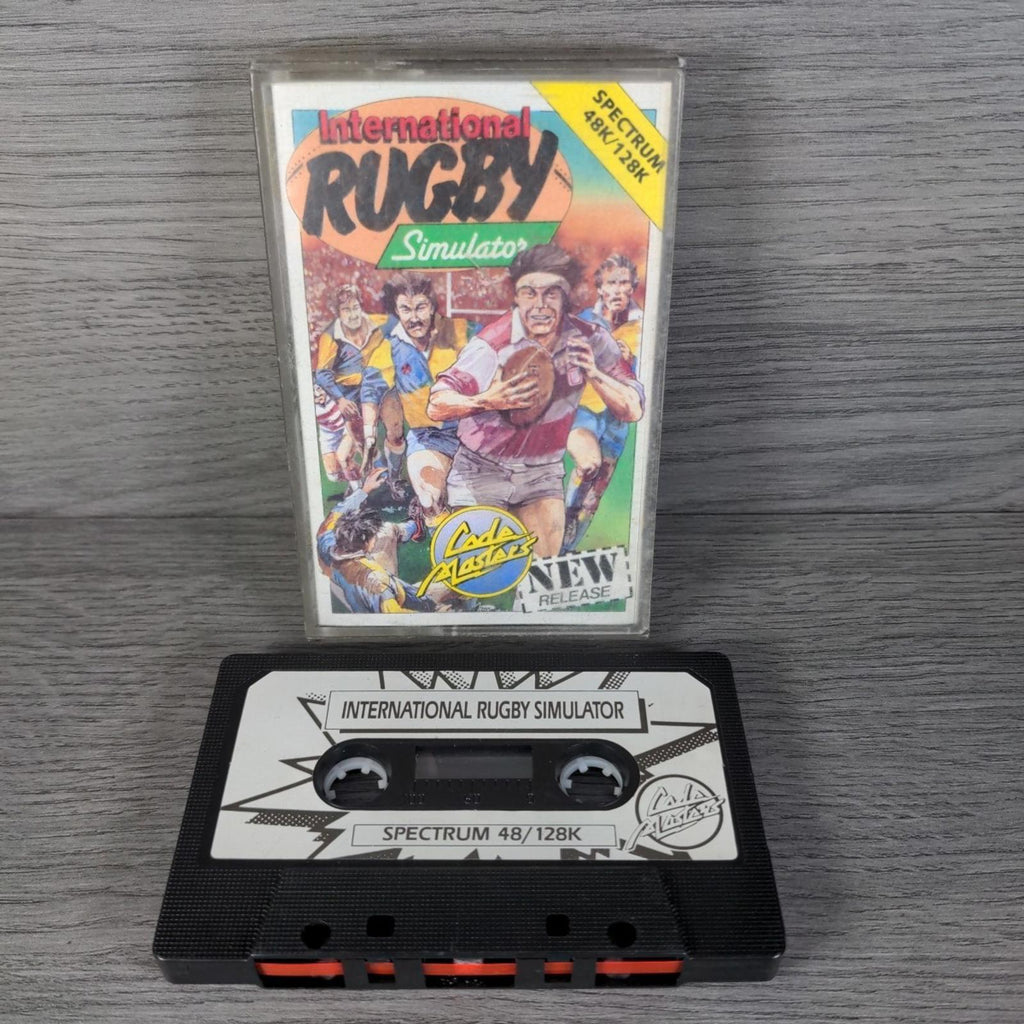 International
RUGBY
Simulator
SPECTRUM
48K/128K
Code
Masters
NEW
RELEASE
INTERNATIONAL RUGBY SIMULATOR
SPECTRUM 48/128K
Code
Masters